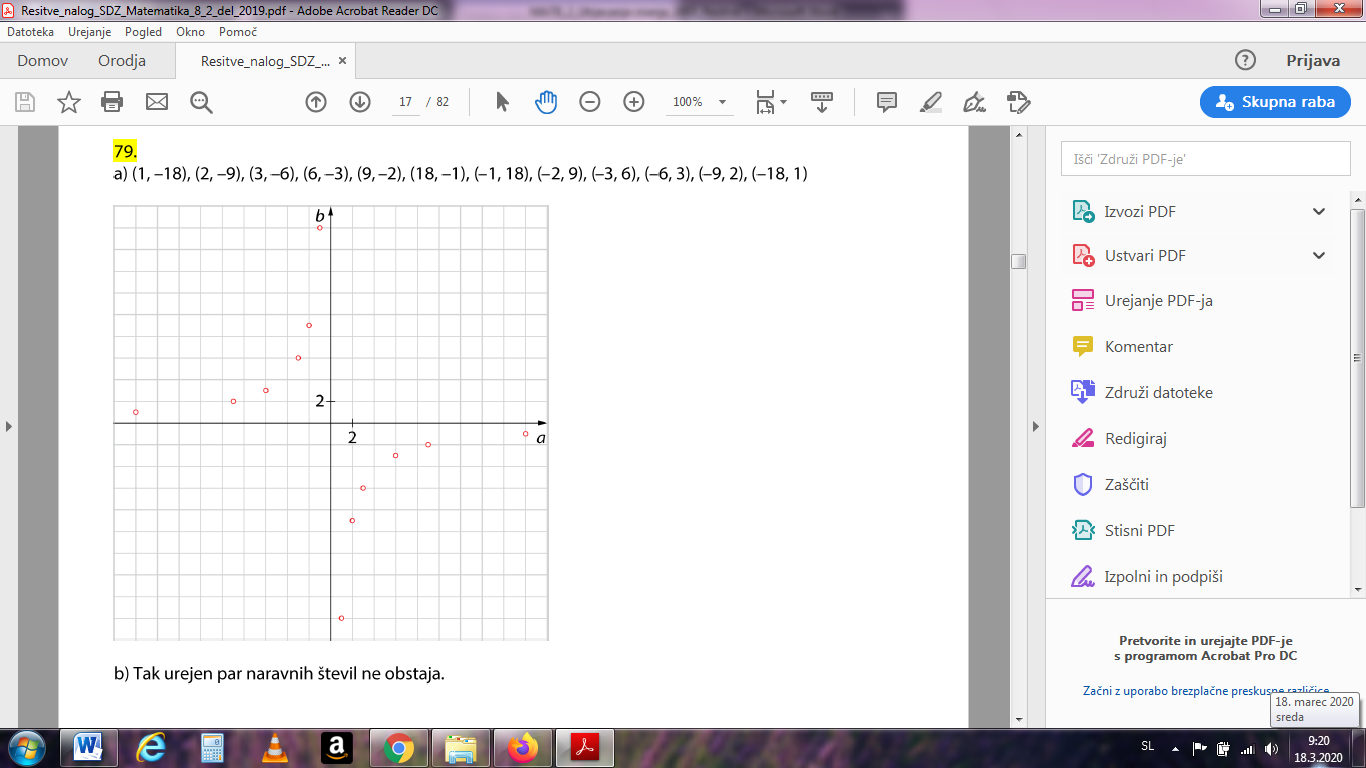 Resitve_nalog_SDZ_Matematika_8_2_del_2019.pdf - Adobe Acrobat Reader DC
Datoteka Urejanje Pogled Okno Pomoč
Domov Orodja Resitve_nalog_SDZ_... × ? Prijava
17 / 82 100% Skupna raba
79.
a) (1, –18), (2, –9), (3, –6), (6, –3), (9, –2), (18, –1), (–1, 18), (–2, 9), (–3, 6), (–6, 3), (–9, 2), (–18, 1)
b
2
2
a
b) Tak urejen par naravnih števil ne obstaja.
Išči 'Združi PDF-je'
Izvozi PDF
Ustvari PDF
Urejanje PDF-ja
Komentar
Združi datoteke
Redigiraj
Zaščiti
Stisni PDF
Izpolni in podpiši
Pretvorite in urejajte PDF-je
s programom Acrobat Pro DC
Začni z uporabo brezplačne preskusne različice
18. marec 2020
sreda
SL
9:20
18.3.2020